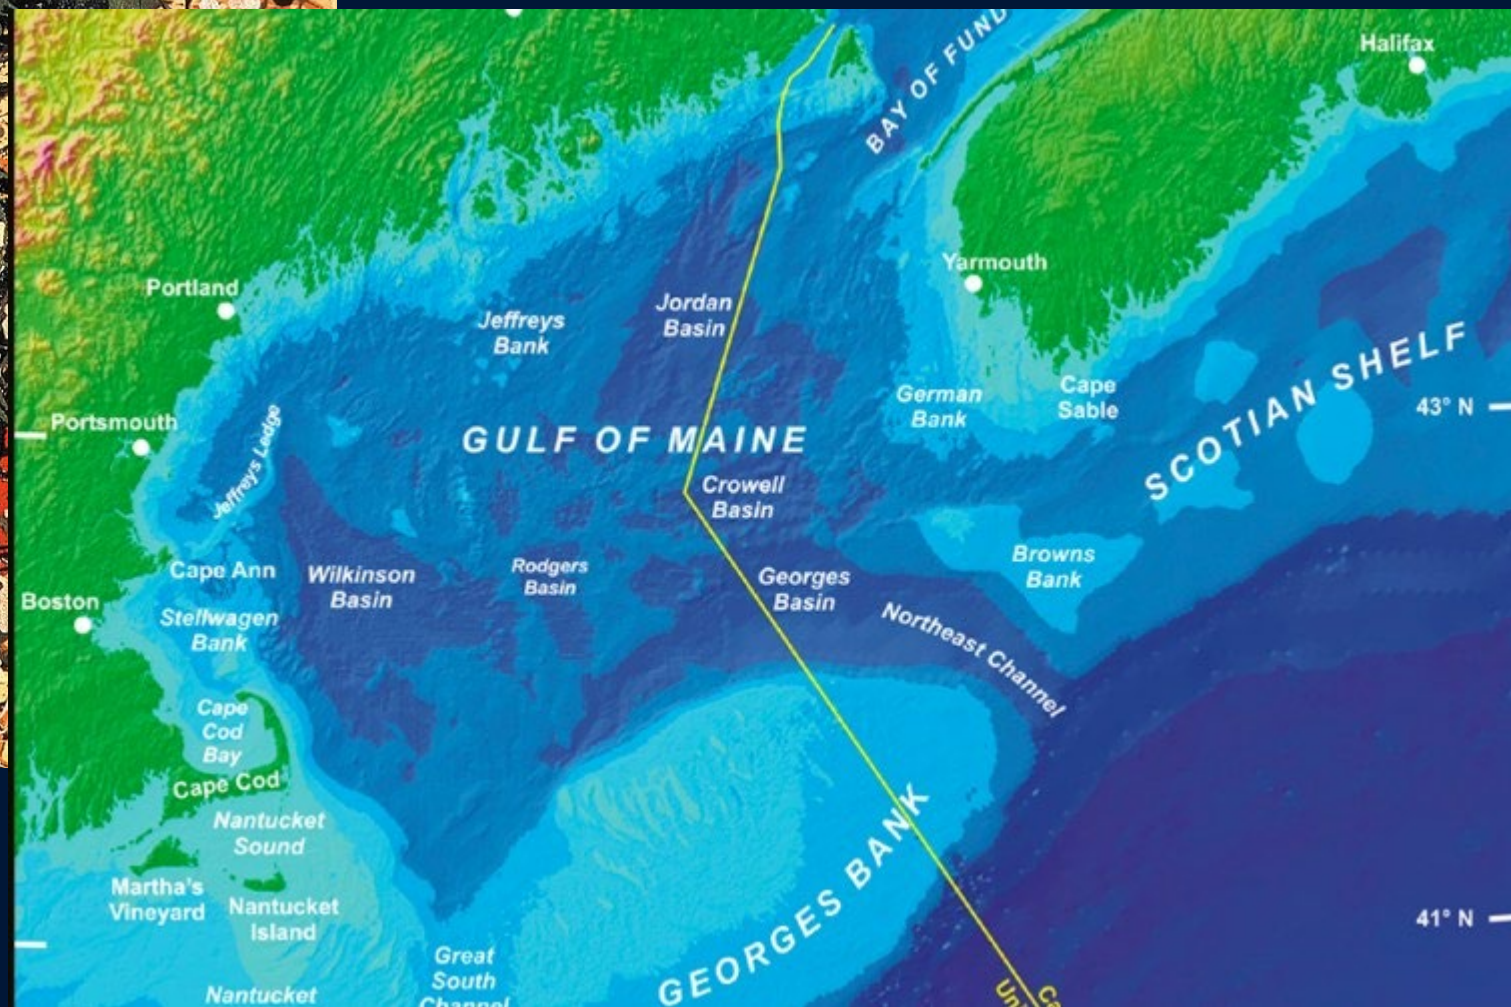 BAY OF FUND
Halifax
Yarmouth
Portland
Jordan
Basin
Jeffreys
Bank
SCOTIAN SHELF
Cape
Sable
German
Bank
43° N
Portsmouth
Jeffreys Ledge
GULF OF MAINE
Crowell
Basin
Browns
Bank
Cape Ann
Wilkinson
Basin
Rodgers
Basin
Georges
Basin
Northeast Channel
Boston
Stellwagen
Bank
Cape
Cod
Bay
Cape Cod
Nantucket
Sound
Martha's
Vineyard
Nantucket
Island
GEORGES BANK
41° N
Great
South
Channel
Nantucket
Ca
Un